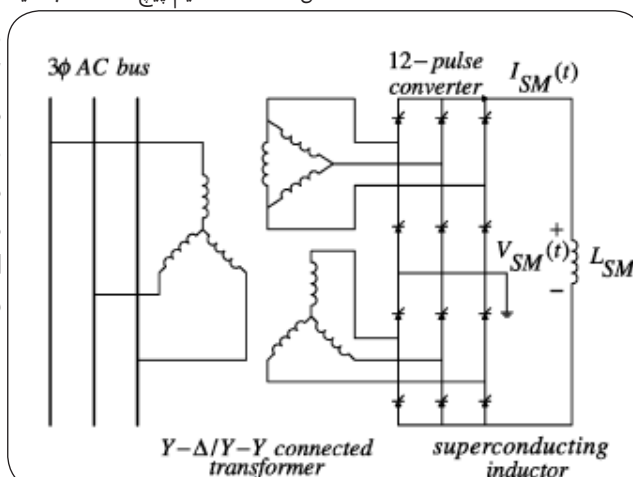 3ϕ AC bus
12−pulse
converter
I_SM(t)
+
V_SM(t)
L_SM
−
Y−Δ/Y−Y connected
transformer
superconducting
inductor